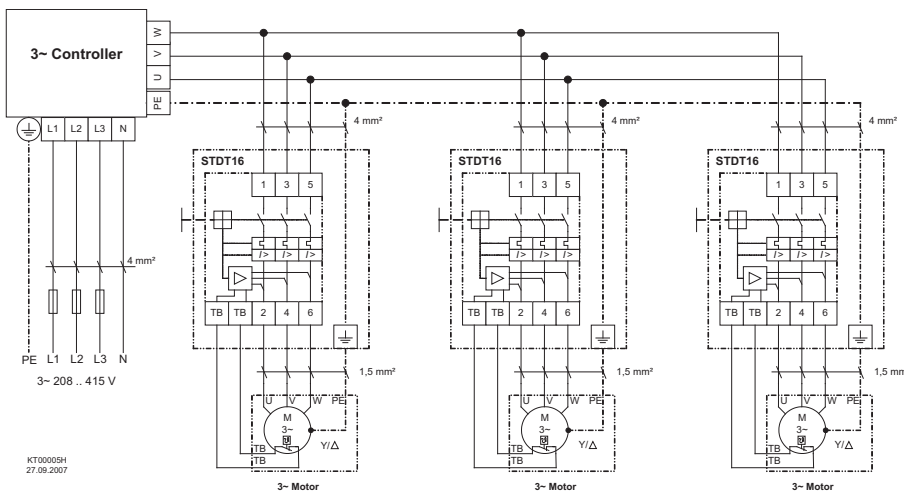 3~ Controller
W
V
U
PE
L1 L2 L3 N
4 mm²
PE L1 L2 L3 N
3~ 208 .. 415 V
KT00005H
27.09.2007
4 mm²
STDT16
1 3 5
I> I> I>
TB TB 2 4 6
1,5 mm²
U V W PE
M
3~
Y/△
TB
TB
3~ Motor
4 mm²
STDT16
1 3 5
I> I> I>
TB TB 2 4 6
1,5 mm²
U V W PE
M
3~
Y/△
TB
TB
3~ Motor
4 mm²
STDT16
1 3 5
I> I> I>
TB TB 2 4 6
1,5 mm²
U V W PE
M
3~
Y/△
TB
TB
3~ Motor